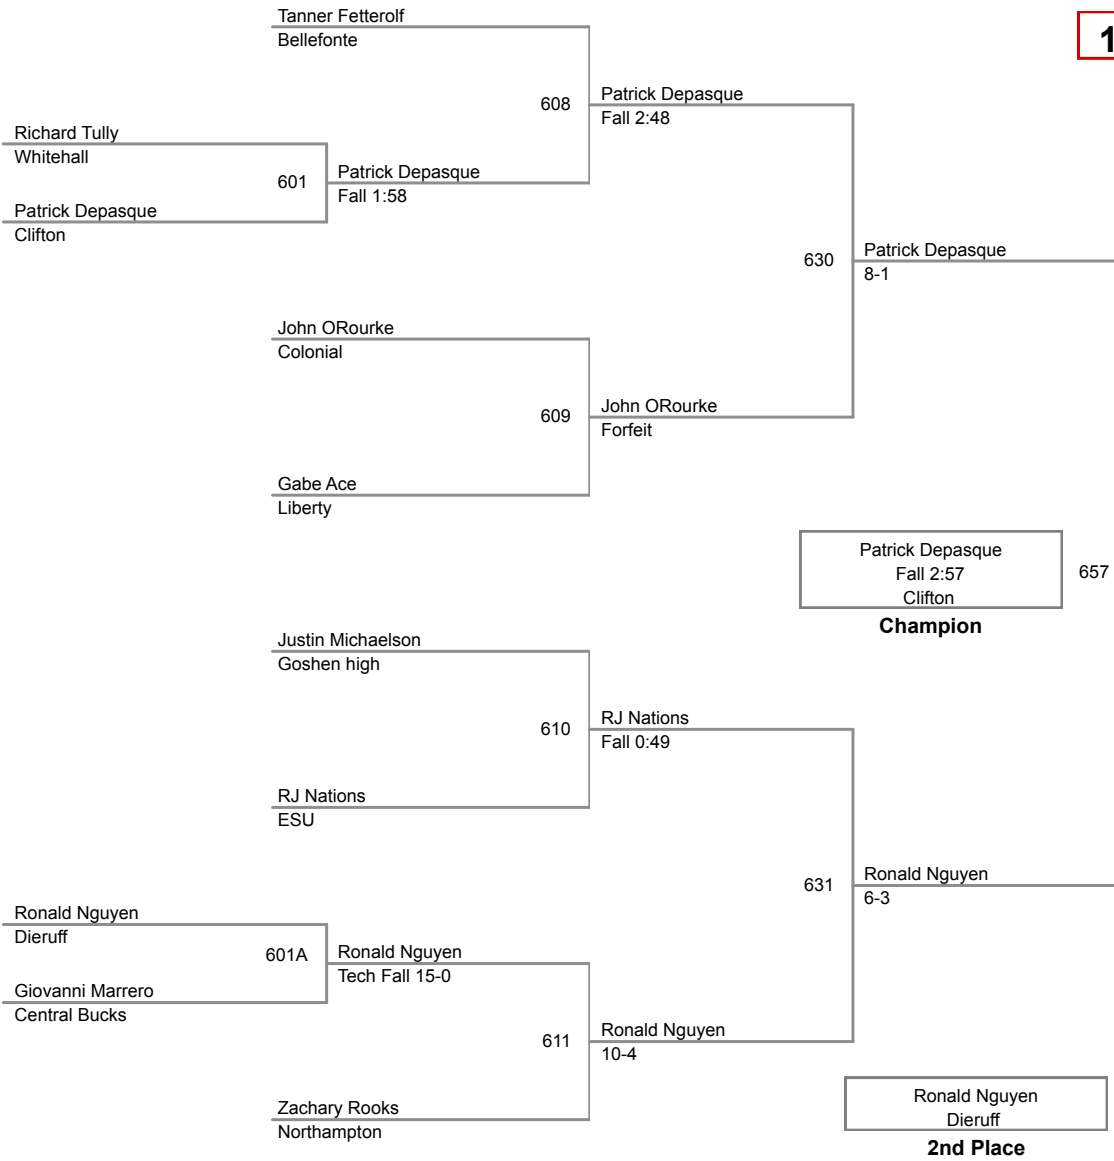 Tanner Fetterolf
Bellefonte
1
608
Patrick Depasque
Fall 2:48
Richard Tully
Whitehall
601
Patrick Depasque
Fall 1:58
Patrick Depasque
Clifton
630
Patrick Depasque
8-1
John ORourke
Colonial
609
John ORourke
Forfeit
Gabe Ace
Liberty
Patrick Depasque
Fall 2:57
Clifton
657
Champion
Justin Michaelson
Goshen high
610
RJ Nations
Fall 0:49
RJ Nations
ESU
631
Ronald Nguyen
6-3
Ronald Nguyen
Dieruff
601A
Ronald Nguyen
Tech Fall 15-0
Giovanni Marrero
Central Bucks
611
Ronald Nguyen
10-4
Zachary Rooks
Northampton
Ronald Nguyen
Dieruff
2nd Place